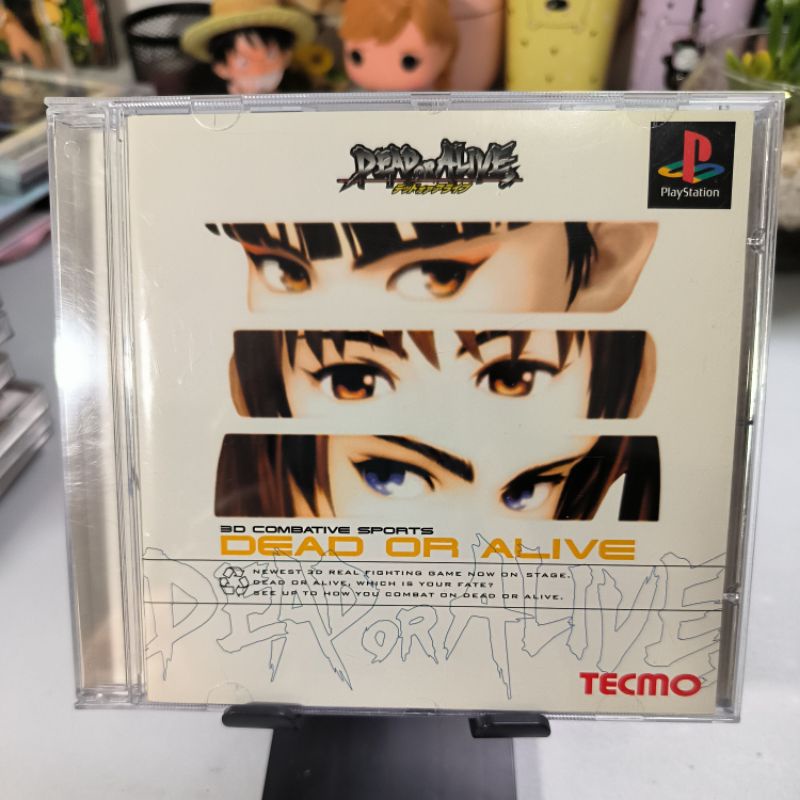 DEAD OR ALIVE
デッド オア アライブ
PlayStation
3D COMBATIVE SPORTS
DEAD OR ALIVE
NEWEST 3D REAL FIGHTING GAME NOW ON STAGE.
DEAD OR ALIVE, WHICH IS YOUR FATE?
SEE UP TO HOW YOU COMBAT ON DEAD OR ALIVE.
DEAD OR ALIVE
TECMO